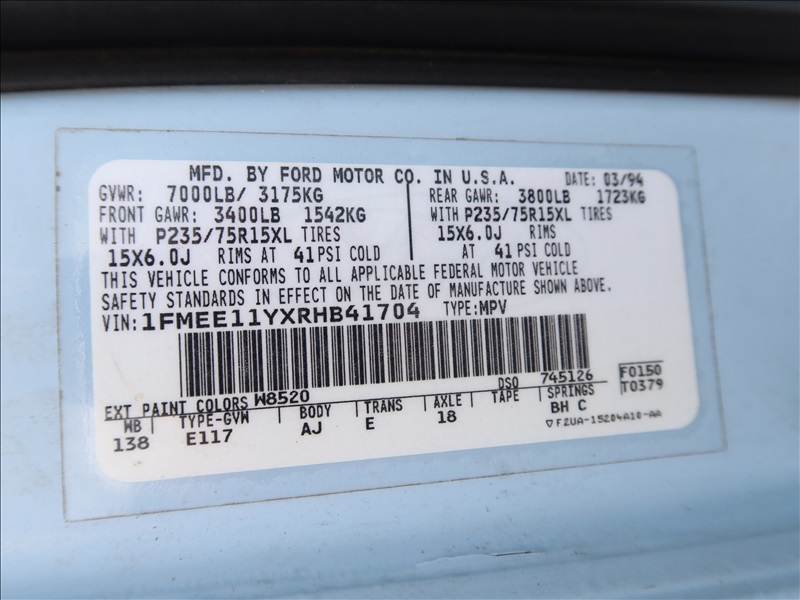 MFD. BY FORD MOTOR CO. IN U.S.A. DATE: 03/94
GVWR: 7000LB/ 3175KG REAR GAWR: 3800LB 1723KG
FRONT GAWR: 3400LB 1542KG WITH P235/75R15XL TIRES
WITH P235/75R15XL TIRES 15X6.0J RIMS
15X6.0J RIMS AT 41 PSI COLD AT 41 PSI COLD
THIS VEHICLE CONFORMS TO ALL APPLICABLE FEDERAL MOTOR VEHICLE
SAFETY STANDARDS IN EFFECT ON THE DATE OF MANUFACTURE SHOWN ABOVE.
VIN: 1FMEE11YXRHB41704 TYPE: MPV
EXT PAINT COLORS W8520 DSO 745126 F0150
WB TYPE-GVW BODY TRANS AXLE TAPE SPRINGS T0379
138 E117 AJ E 18 BH C
F2UA-15204A10-AA